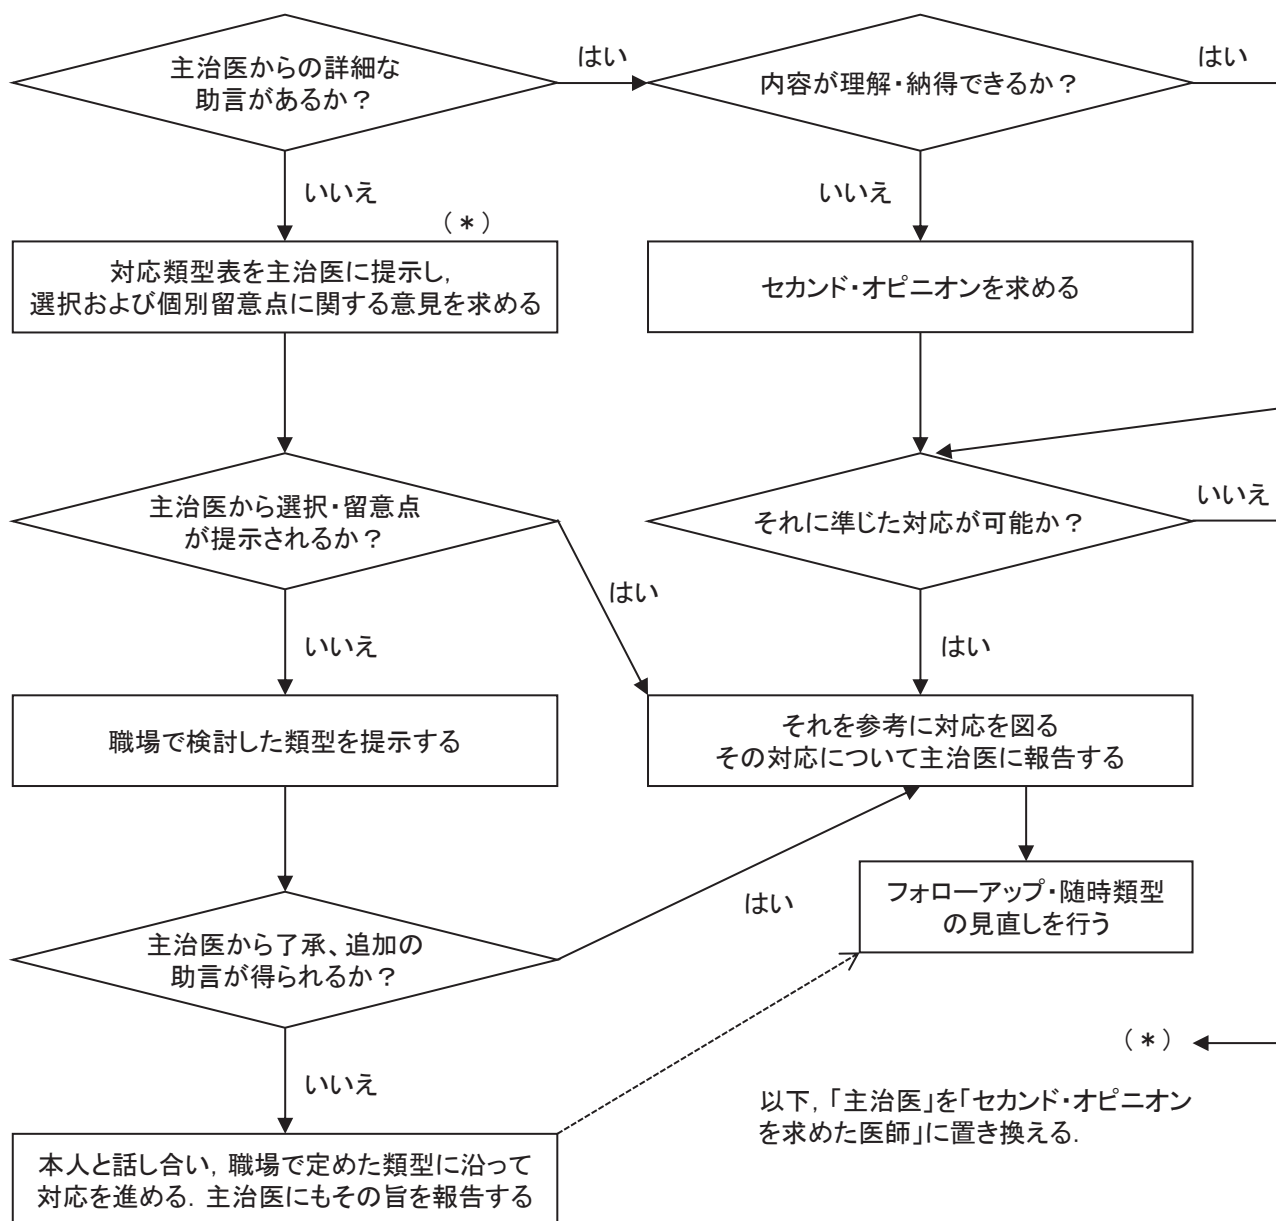 主治医からの詳細な
助言があるか？
はい
内容が理解・納得できるか？
はい
いいえ
いいえ
（＊）
対応類型表を主治医に提示し，
選択および個別留意点に関する意見を求める
セカンド・オピニオンを求める
主治医から選択・留意点
が提示されるか？
それに準じた対応が可能か？
いいえ
はい
いいえ
はい
職場で検討した類型を提示する
それを参考に対応を図る
その対応について主治医に報告する
はい
フォローアップ・随時類型
の見直しを行う
主治医から了承、追加の
助言が得られるか？
（＊）
いいえ
以下，「主治医」を「セカンド・オピニオン
を求めた医師」に置き換える．
本人と話し合い，職場で定めた類型に沿って
対応を進める．主治医にもその旨を報告する